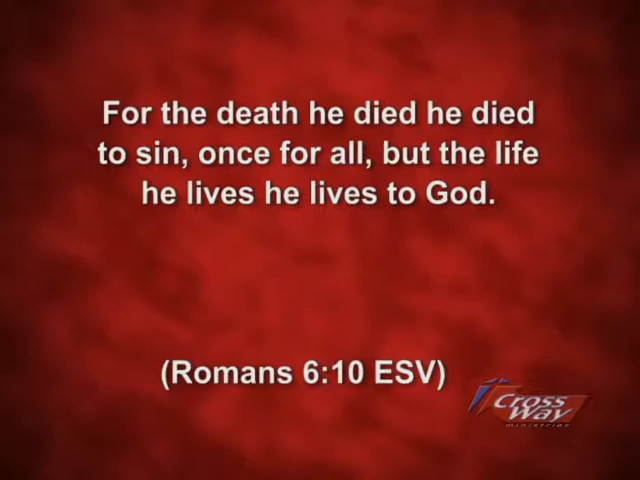 For the death he died he died
to sin, once for all, but the life
he lives he lives to God.
(Romans 6:10 ESV)
Cross
Way
ministries